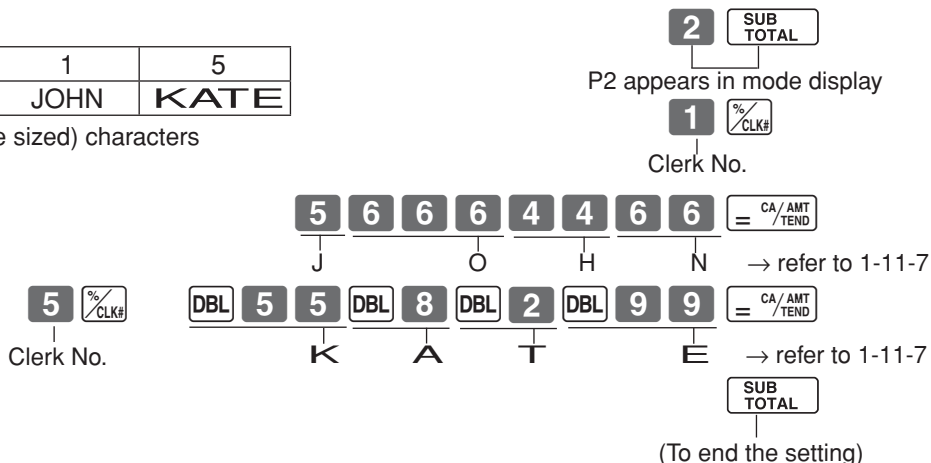 2 SUB TOTAL
P2 appears in mode display
1 5
JOHN KATE
e sized) characters
1 %/CLK#
Clerk No.
5 6 6 6 4 4 6 6 = CA/AMT/TEND
J O H N → refer to 1-11-7
5 %/CLK# DBL 5 5 DBL 8 DBL 2 DBL 9 9 = CA/AMT/TEND
Clerk No. K A T E → refer to 1-11-7
SUB TOTAL
(To end the setting)